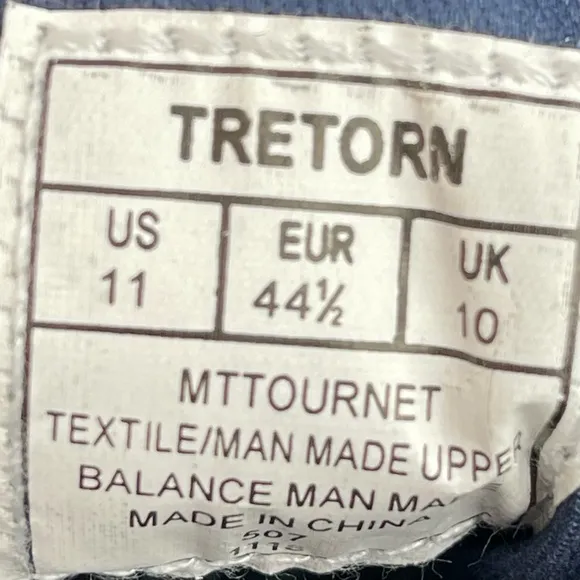 TRETORN
US EUR UK
11 44½ 10
MTTOURNET
TEXTILE/MAN MADE UPPER
BALANCE MAN
MADE IN CHINA
507